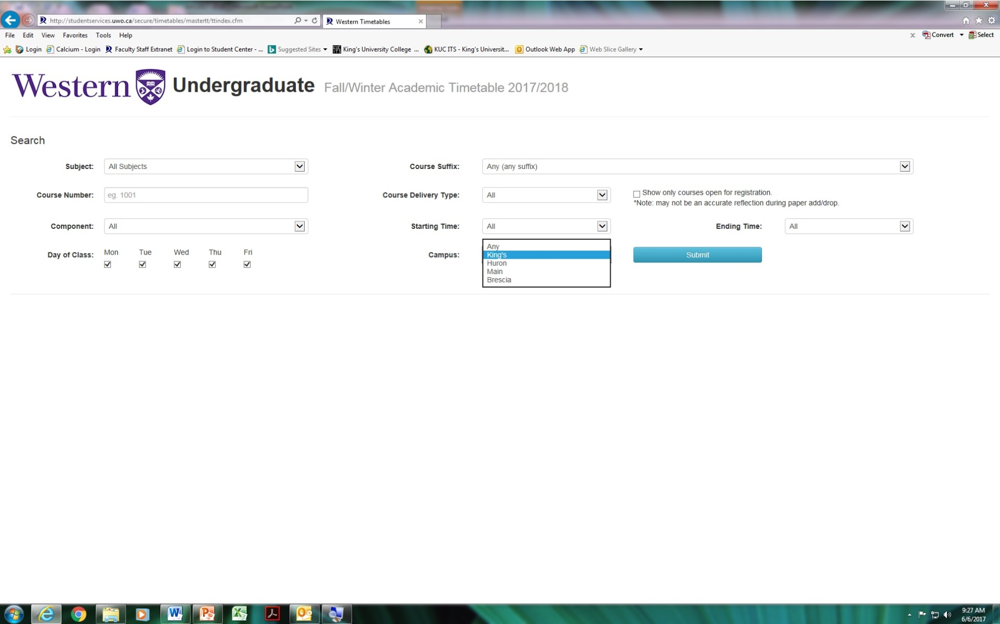 http://studentservices.uwo.ca/secure/timetables/mastertt/ttindex.cfm
Western Timetables
File Edit View Favorites Tools Help
Convert Select
Login Calcium - Login Faculty Staff Extranet Login to Student Center - ... Suggested Sites King's University College ... KUC ITS - King's Universit... Outlook Web App Web Slice Gallery
Western Undergraduate Fall/Winter Academic Timetable 2017/2018
Search
Subject: All Subjects Course Suffix: Any (any suffix)
Course Number: eg. 1001 Course Delivery Type: All Show only courses open for registration.
*Note: may not be an accurate reflection during paper add/drop.
Component: All Starting Time: All Ending Time: All
Day of Class: Mon Tue Wed Thu Fri Campus: Any
King's
Huron
Main
Brescia
Submit
9:27 AM
6/6/2017